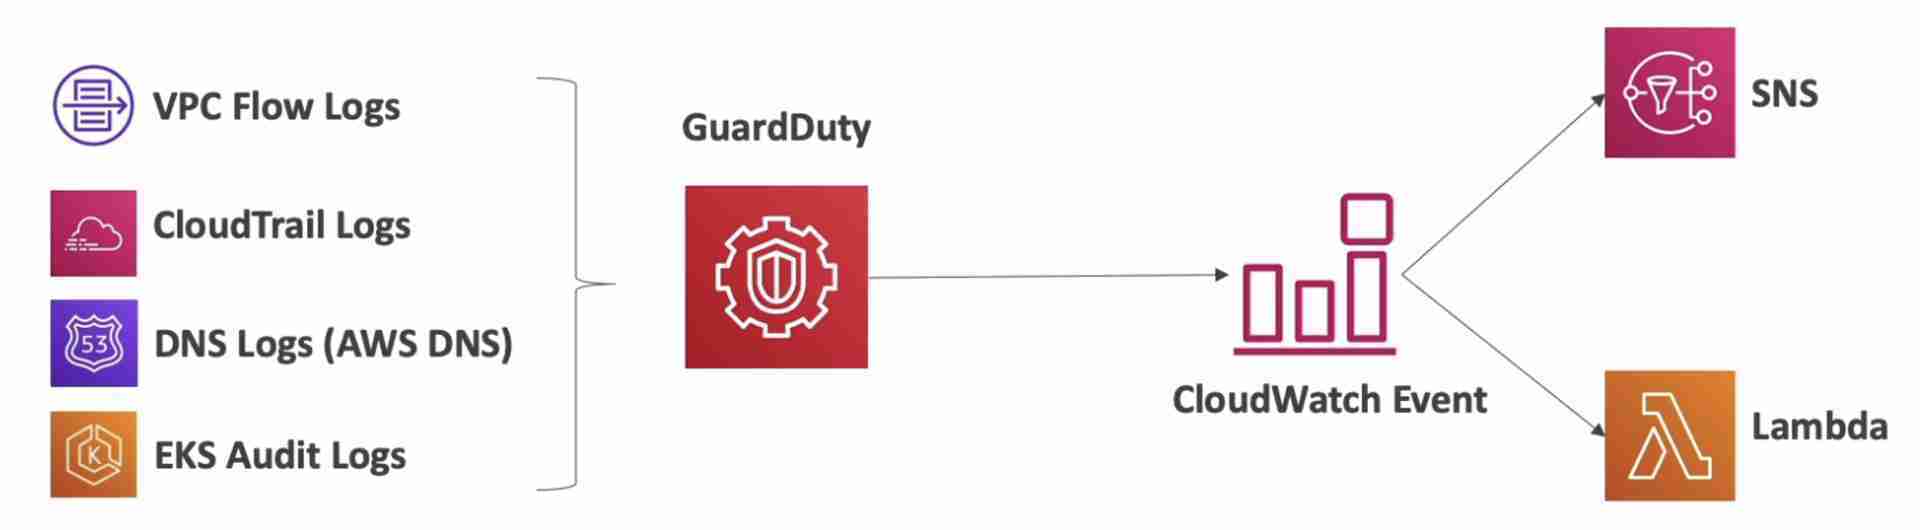 VPC Flow Logs
CloudTrail Logs
53
DNS Logs (AWS DNS)
K
EKS Audit Logs
GuardDuty
CloudWatch Event
SNS
Lambda